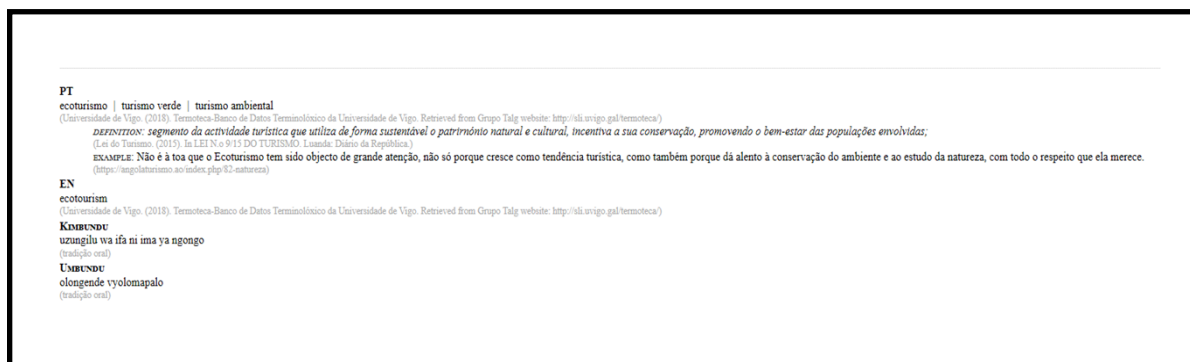 PT
ecoturismo | turismo verde | turismo ambiental
(Universidade de Vigo. (2018). Termoteca-Banco de Datos Terminolóxico da Universidade de Vigo. Retrieved from Grupo Talg website: http://sli.uvigo.gal/termoteca/)
DEFINITION: segmento da actividade turística que utiliza de forma sustentável o património natural e cultural, incentiva a sua conservação, promovendo o bem-estar das populações envolvidas;
(Lei do Turismo. (2015). In LEI N.o 9/15 DO TURISMO. Luanda: Diário da República.)
EXAMPLE: Não é à toa que o Ecoturismo tem sido objecto de grande atenção, não só porque cresce como tendência turística, como também porque dá alento à conservação do ambiente e ao estudo da natureza, com todo o respeito que ela merece.
(https://angolaturismo.ao/index.php/82-natureza)
EN
ecotourism
(Universidade de Vigo. (2018). Termoteca-Banco de Datos Terminolóxico da Universidade de Vigo. Retrieved from Grupo Talg website: http://sli.uvigo.gal/termoteca/)
KIMBUNDU
uzungilu wa ifa ni ima ya ngongo
(tradição oral)
UMBUNDU
olongende vyolomapalo
(tradição oral)